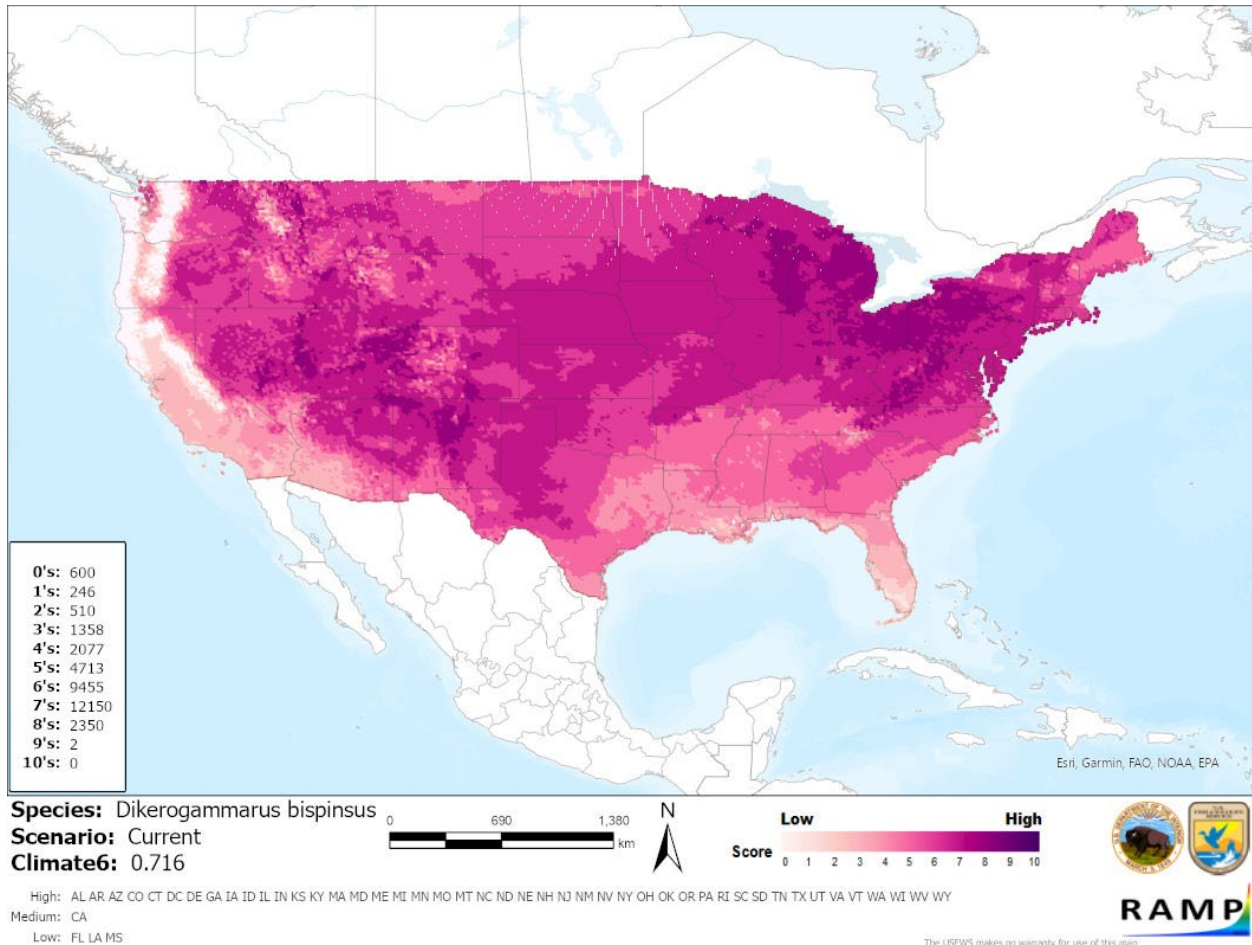 0's: 600
1's: 246
2's: 510
3's: 1358
4's: 2077
5's: 4713
6's: 9455
7's: 12150
8's: 2350
9's: 2
10's: 0
Esri, Garmin, FAO, NOAA, EPA
Species: Dikerogammarus bispinsus
Scenario: Current
Climate6: 0.716
0 690 1,380
km
N
Low High
Score 0 1 2 3 4 5 6 7 8 9 10
High: AL AR AZ CO CT DC DE GA IA ID IL IN KS KY MA MD ME MI MN MO MT NC ND NE NH NJ NM NV NY OH OK OR PA RI SC SD TN TX UT VA VT WA WI WV WY
Medium: CA
Low: FL LA MS
RAMP
The USFWS makes no warranty for use of this map